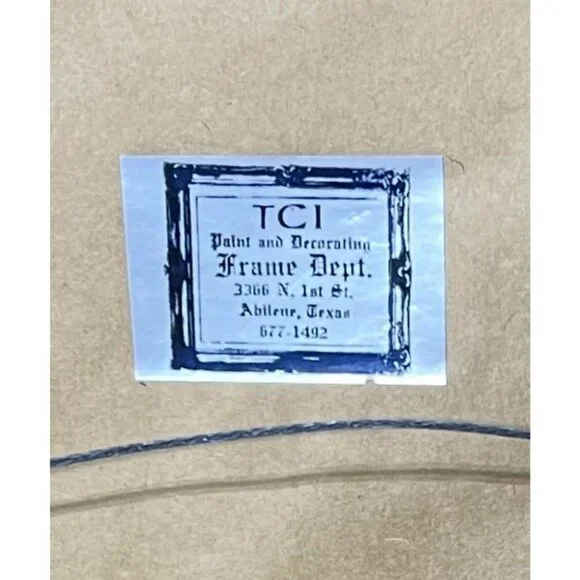 TCI
Paint and Decorating
Frame Dept.
3366 N. 1st St.
Abilene, Texas
677-1492